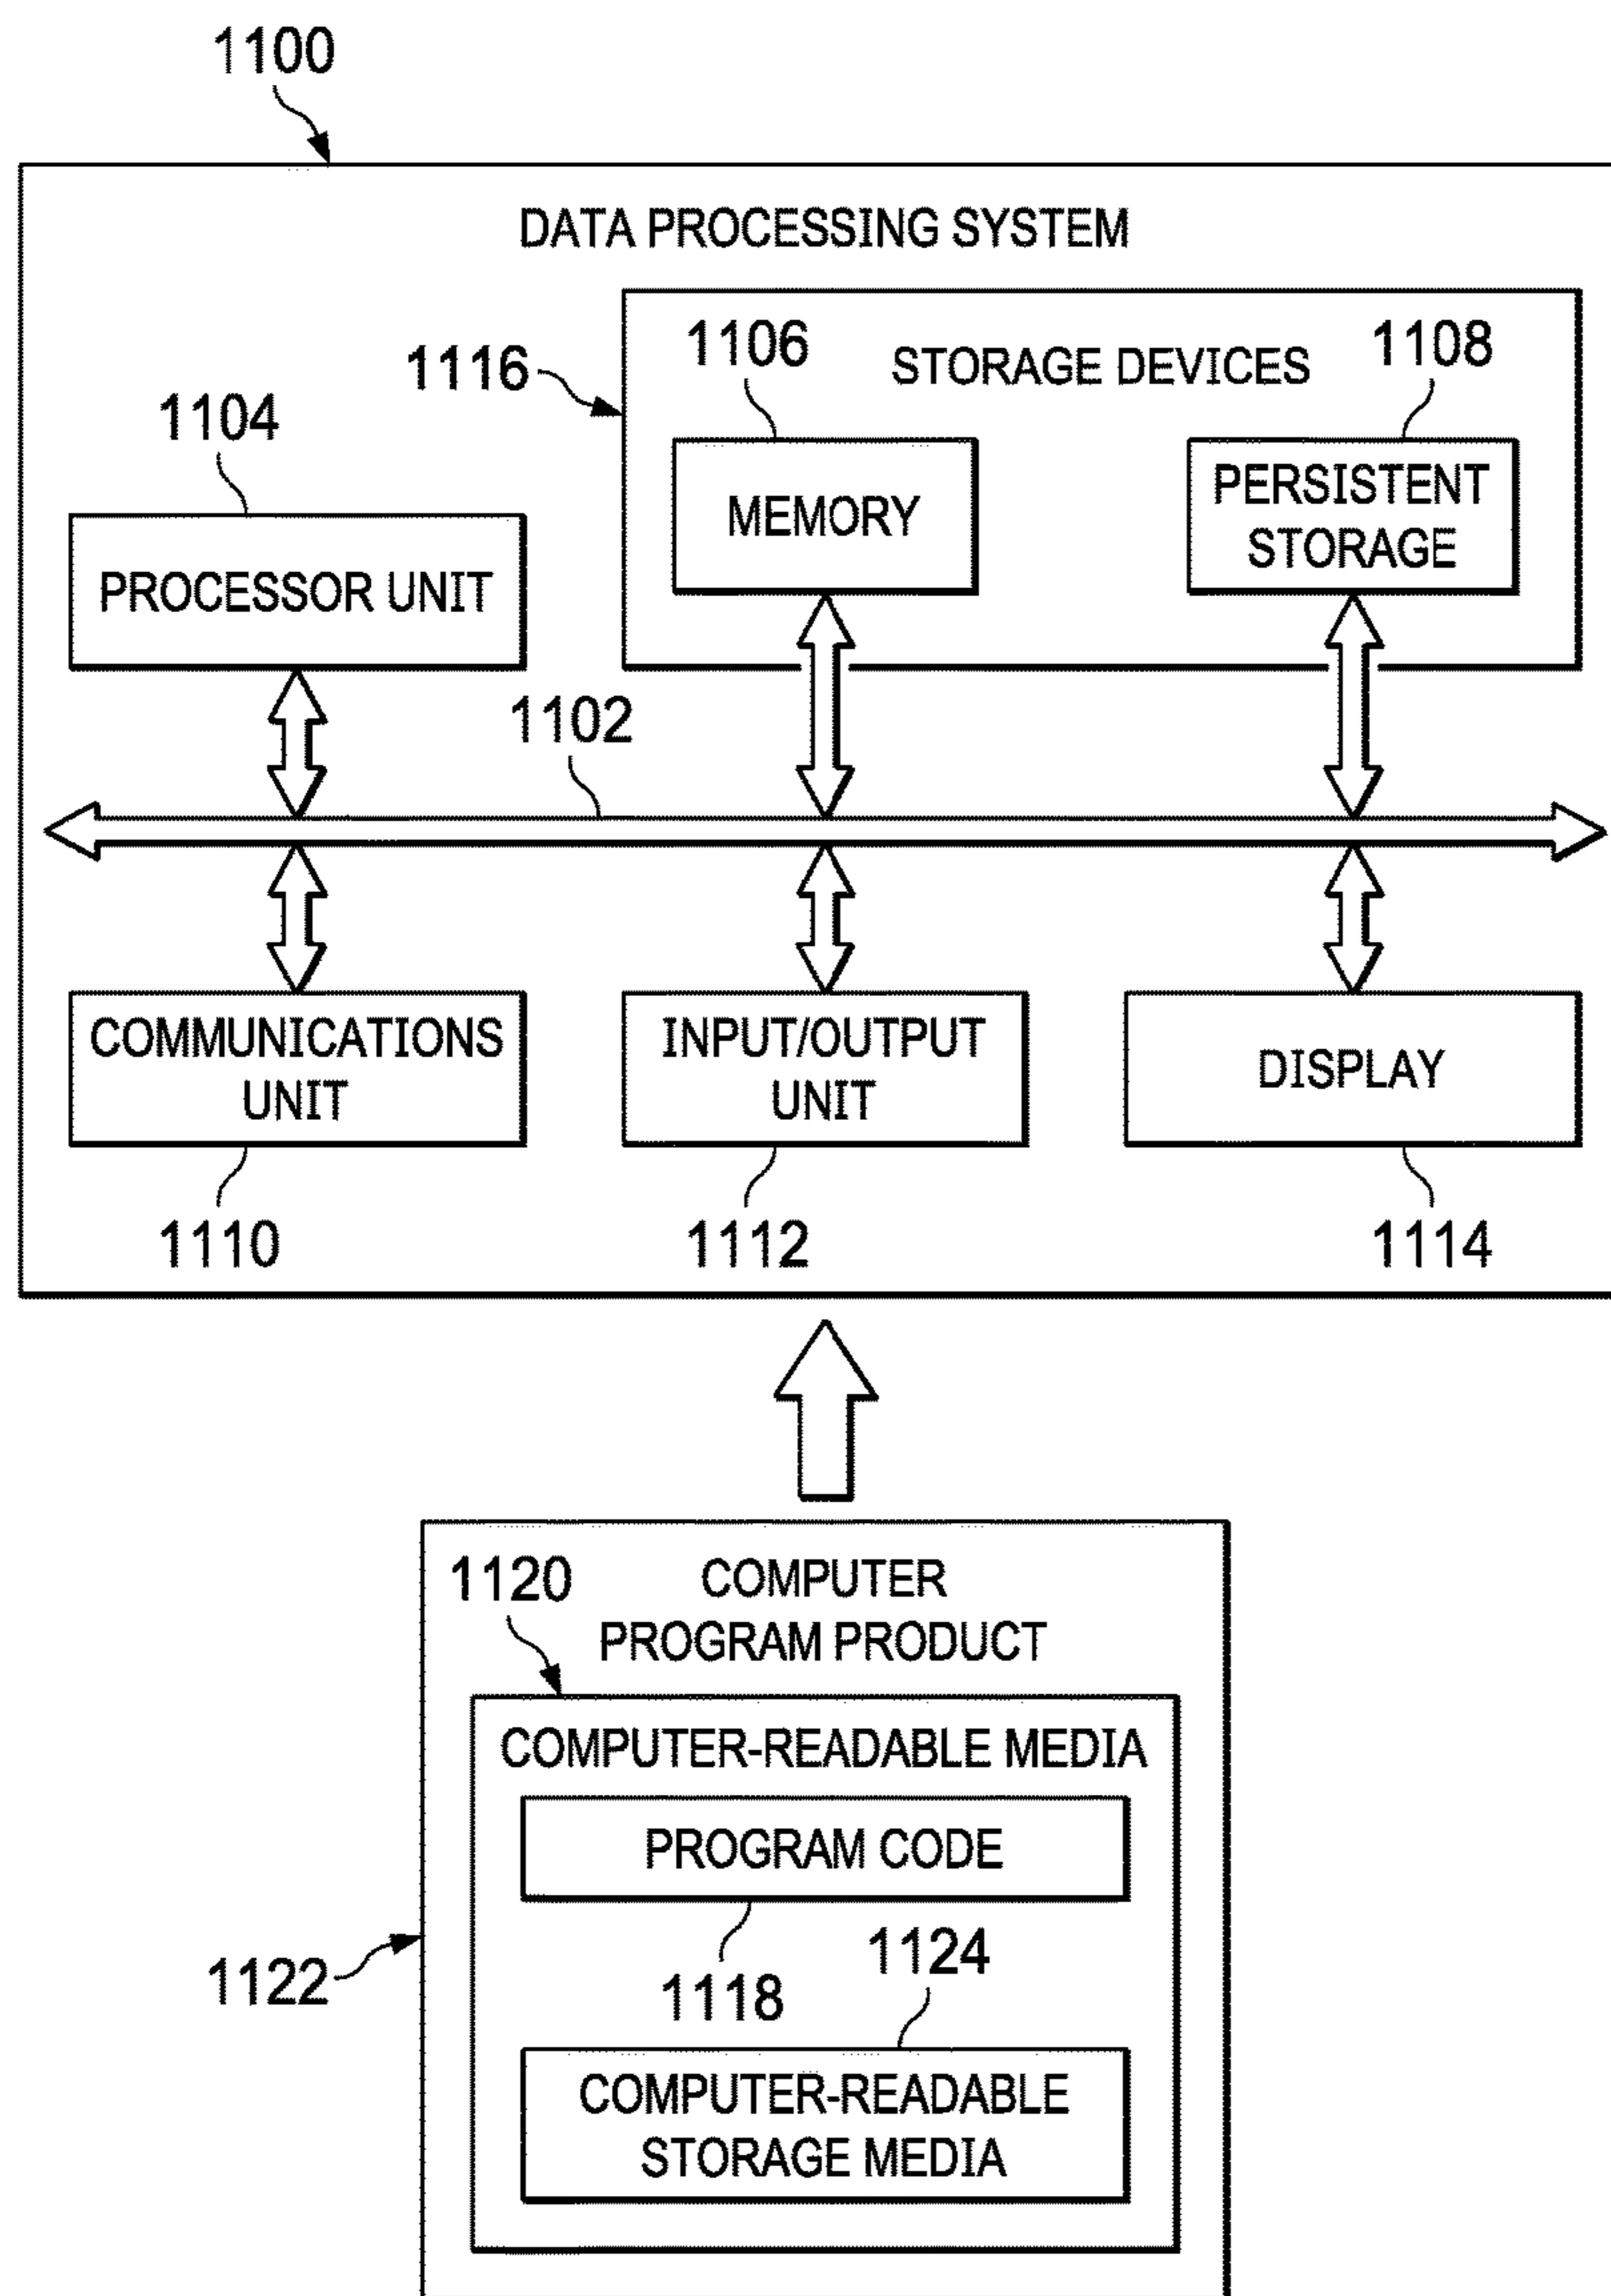 1100
DATA PROCESSING SYSTEM
1116
1106
STORAGE DEVICES
1108
1104
MEMORY
PERSISTENT
STORAGE
PROCESSOR UNIT
1102
COMMUNICATIONS
UNIT
INPUT/OUTPUT
UNIT
DISPLAY
1110
1112
1114
1120
COMPUTER
PROGRAM PRODUCT
COMPUTER-READABLE MEDIA
PROGRAM CODE
1122
1118
1124
COMPUTER-READABLE
STORAGE MEDIA